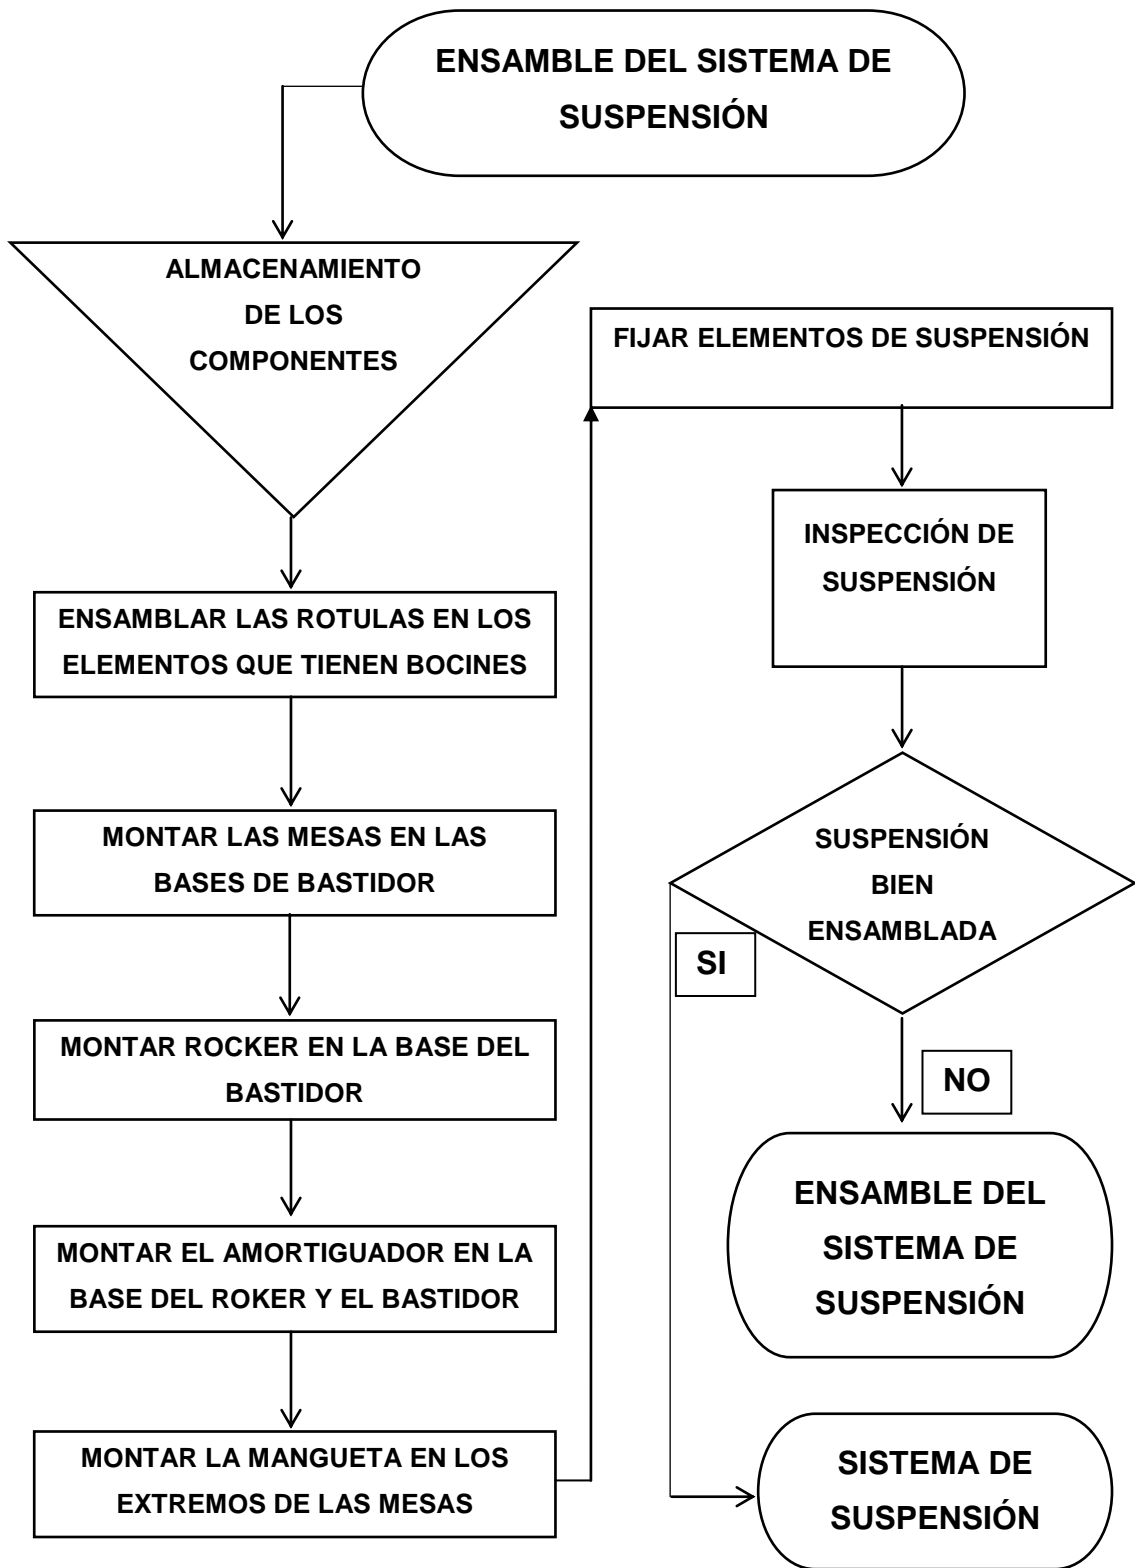 ENSAMBLE DEL SISTEMA DE
SUSPENSIÓN
ALMACENAMIENTO
DE LOS
COMPONENTES
ENSAMBLAR LAS ROTULAS EN LOS
ELEMENTOS QUE TIENEN BOCINES
MONTAR LAS MESAS EN LAS
BASES DE BASTIDOR
MONTAR ROCKER EN LA BASE DEL
BASTIDOR
MONTAR EL AMORTIGUADOR EN LA
BASE DEL ROKER Y EL BASTIDOR
MONTAR LA MANGUETA EN LOS
EXTREMOS DE LAS MESAS
FIJAR ELEMENTOS DE SUSPENSIÓN
INSPECCIÓN DE
SUSPENSIÓN
SUSPENSIÓN
BIEN
ENSAMBLADA
SI
NO
ENSAMBLE DEL
SISTEMA DE
SUSPENSIÓN
SISTEMA DE
SUSPENSIÓN